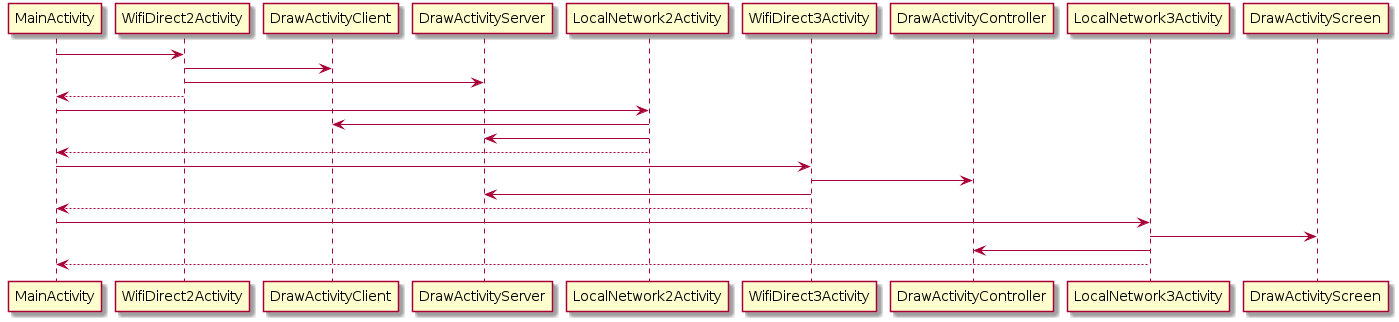 MainActivity WifiDirect2Activity DrawActivityClient DrawActivityServer LocalNetwork2Activity WifiDirect3Activity DrawActivityController LocalNetwork3Activity DrawActivityScreen
MainActivity WifiDirect2Activity DrawActivityClient DrawActivityServer LocalNetwork2Activity WifiDirect3Activity DrawActivityController LocalNetwork3Activity DrawActivityScreen